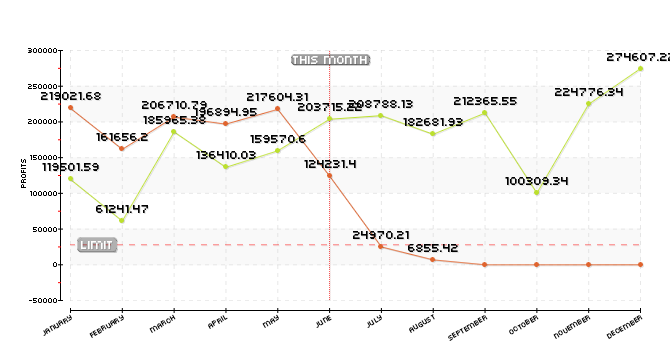 THIS MONTH
300000
274607.22
250000
224776.34
219021.68
217604.31
212365.55
208788.13
206710.79
203715.22
200000
196894.95
185965.38
182681.93
161656.2
159570.6
150000
136410.03
124231.4
119501.59
100309.34
100000
61241.47
50000
LIMIT
24970.21
6855.42
0
-50000
PROFITS
JANUARY
FEBRUARY
MARCH
APRIL
MAY
JUNE
JULY
AUGUST
SEPTEMBER
OCTOBER
NOVEMBER
DECEMBER